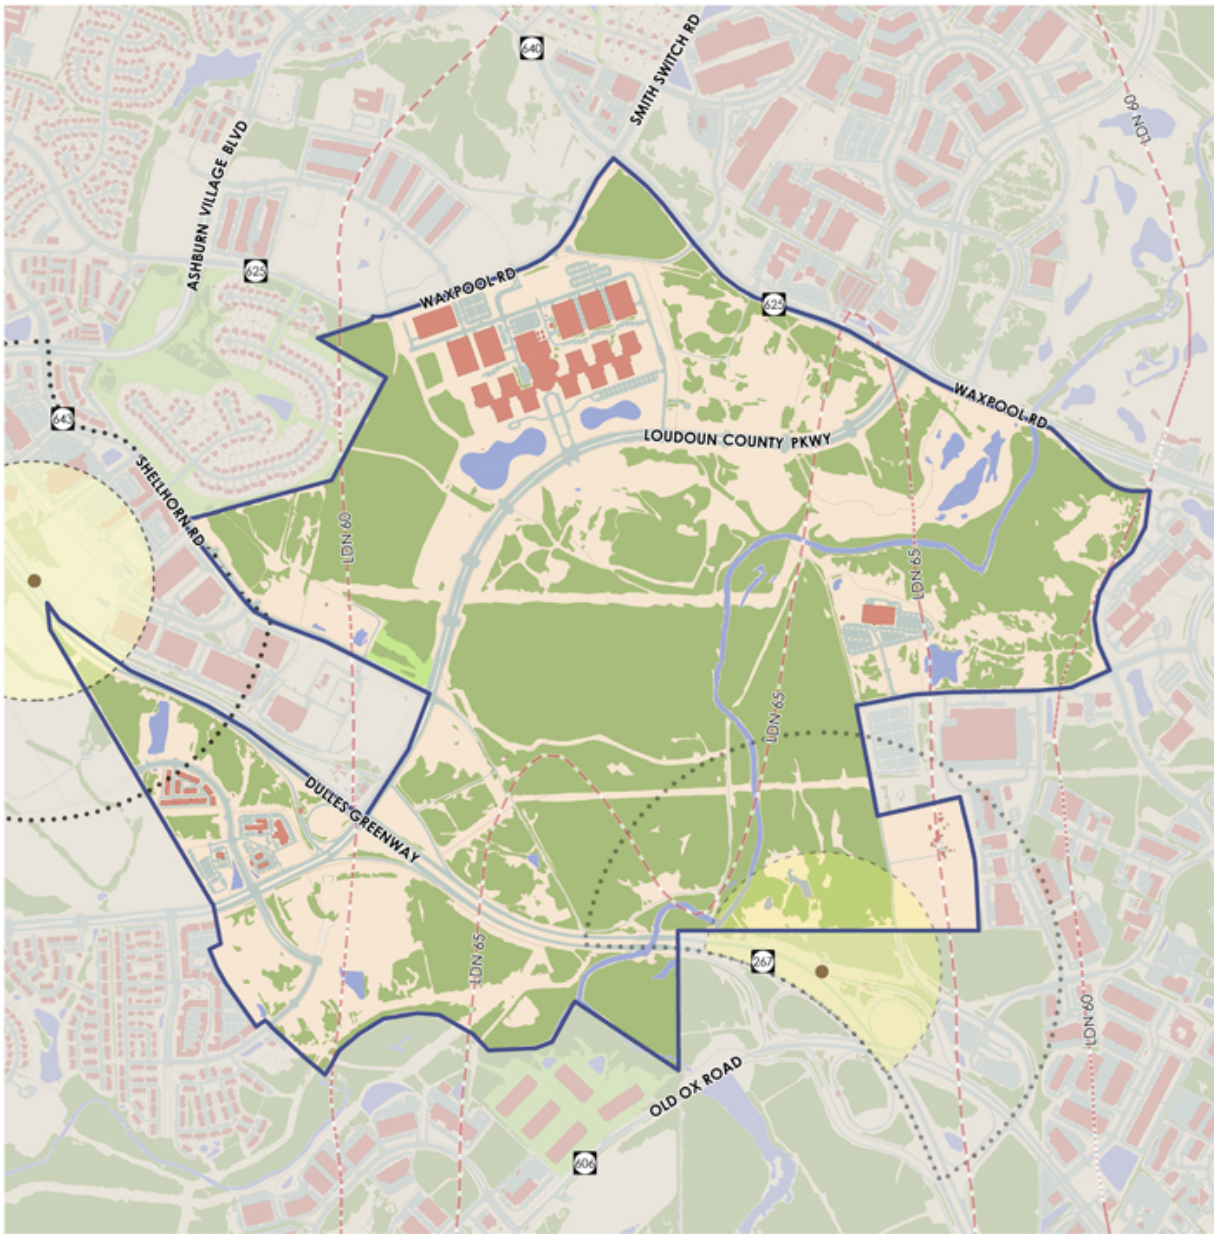 640
SMITH SWITCH RD
LDN 60
ASHBURN VILLAGE BLVD
625
WAXPOOL RD
625
WAXPOOL RD
643
LOUDOUN COUNTY PKWY
SHELLHORN RD
LDN 60
LDN 65
LDN 65
DULLES GREENWAY
LDN 65
267
LDN 60
OLD OX ROAD
606